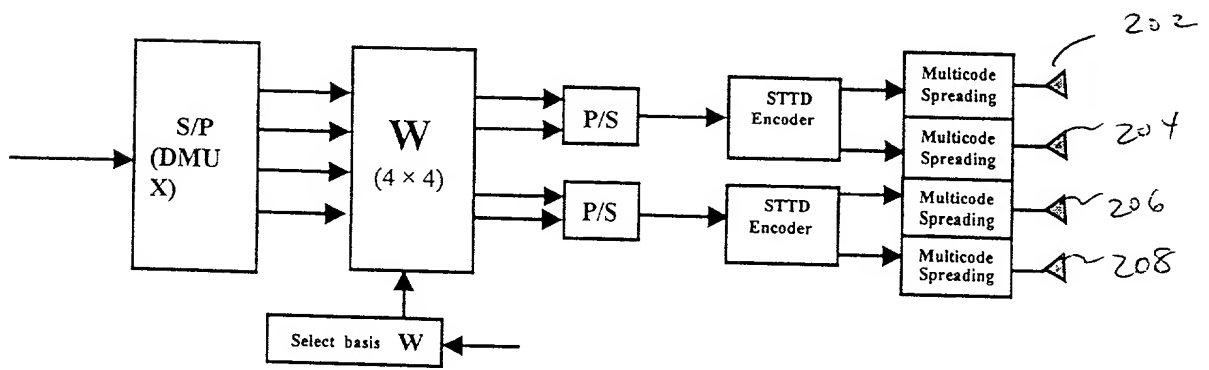 S/P
(DMU
X)
W
(4 × 4)
Select basis W
P/S
P/S
STTD
Encoder
STTD
Encoder
Multicode
Spreading
Multicode
Spreading
Multicode
Spreading
Multicode
Spreading
202
204
206
208